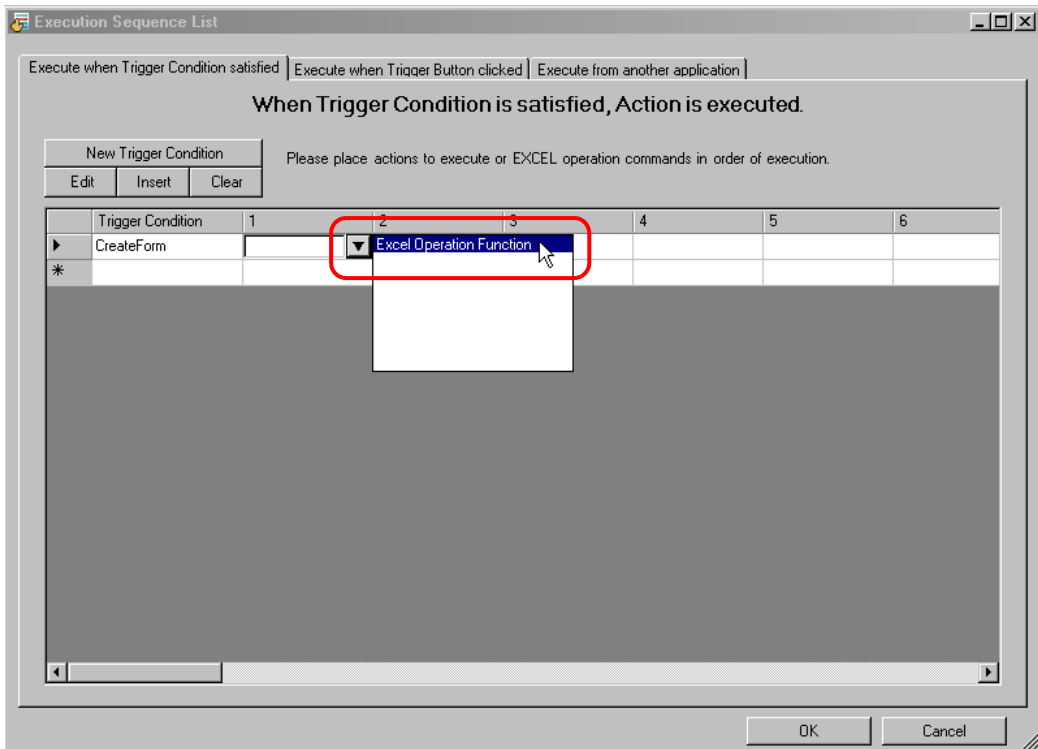 Execution Sequence List
Execute when Trigger Condition satisfied Execute when Trigger Button clicked Execute from another application
When Trigger Condition is satisfied, Action is executed.
New Trigger Condition
Please place actions to execute or EXCEL operation commands in order of execution.
Edit Insert Clear
Trigger Condition 1 2 3 4 5 6
CreateForm Excel Operation Function
OK Cancel